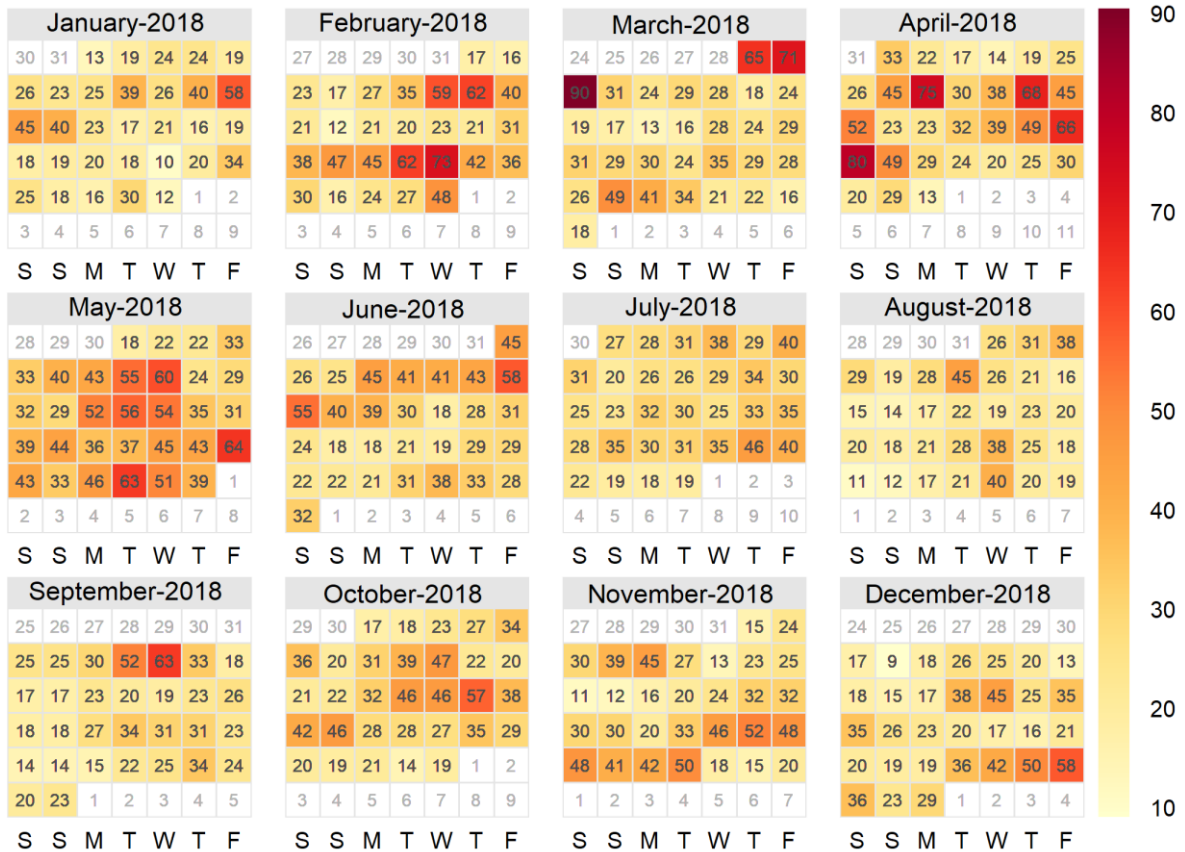 January-2018 February-2018 March-2018 April-2018 90
30 31 13 19 24 24 19 27 28 29 30 31 17 16 24 25 26 27 28 65 71 31 33 22 17 14 19 25
26 23 25 39 26 40 58 23 17 27 35 59 62 40 90 31 24 29 28 18 24 26 45 75 30 38 68 45 80
45 40 23 17 21 16 19 21 12 21 20 23 21 31 19 17 13 16 28 24 29 52 23 23 32 39 49 66
18 19 20 18 10 20 34 38 47 45 62 73 42 36 31 29 30 24 35 29 28 80 49 29 24 20 25 30
25 18 16 30 12 1 2 30 16 24 27 48 1 2 26 49 41 34 21 22 16 20 29 13 1 2 3 4 70
3 4 5 6 7 8 9 3 4 5 6 7 8 9 18 1 2 3 4 5 6 5 6 7 8 9 10 11
S S M T W T F S S M T W T F S S M T W T F S S M T W T F
May-2018 June-2018 July-2018 August-2018 60
28 29 30 18 22 22 33 26 27 28 29 30 31 45 30 27 28 31 38 29 40 28 29 30 31 26 31 38
33 40 43 55 60 24 29 26 25 45 41 41 43 58 31 20 26 26 29 34 30 29 19 28 45 26 21 16
32 29 52 56 54 35 31 55 40 39 30 18 28 31 25 23 32 30 25 33 35 15 14 17 22 19 23 20 50
39 44 36 37 45 43 64 24 18 18 21 19 29 29 28 35 30 31 28 46 40 20 18 21 28 38 25 18
43 33 46 63 51 39 1 22 22 21 31 38 33 28 22 19 18 19 1 2 3 11 12 17 21 40 20 19
2 3 4 5 6 7 8 32 1 2 3 4 5 6 4 5 6 7 8 9 10 1 2 3 4 5 6 7 40
S S M T W T F S S M T W T F S S M T W T F S S M T W T F
September-2018 October-2018 November-2018 December-2018
25 26 27 28 29 30 31 29 30 17 18 23 27 34 27 28 29 30 31 15 24 24 25 26 27 28 29 30 30
25 25 30 52 63 33 18 36 20 31 39 47 22 20 30 39 45 27 13 23 25 17 9 18 26 25 20 13
17 17 23 20 19 23 26 21 22 32 46 46 57 38 11 12 16 20 24 32 32 18 15 17 38 45 25 35
18 18 27 34 31 31 23 42 46 28 28 27 35 29 30 30 20 33 46 52 48 35 26 23 20 17 16 21 20
14 14 15 22 25 34 24 20 19 21 14 19 1 2 48 41 42 50 18 15 20 20 19 19 36 42 50 58
20 23 1 2 3 4 5 3 4 5 6 7 8 9 1 2 3 4 5 6 7 36 23 29 1 2 3 4 10
S S M T W T F S S M T W T F S S M T W T F S S M T W T F